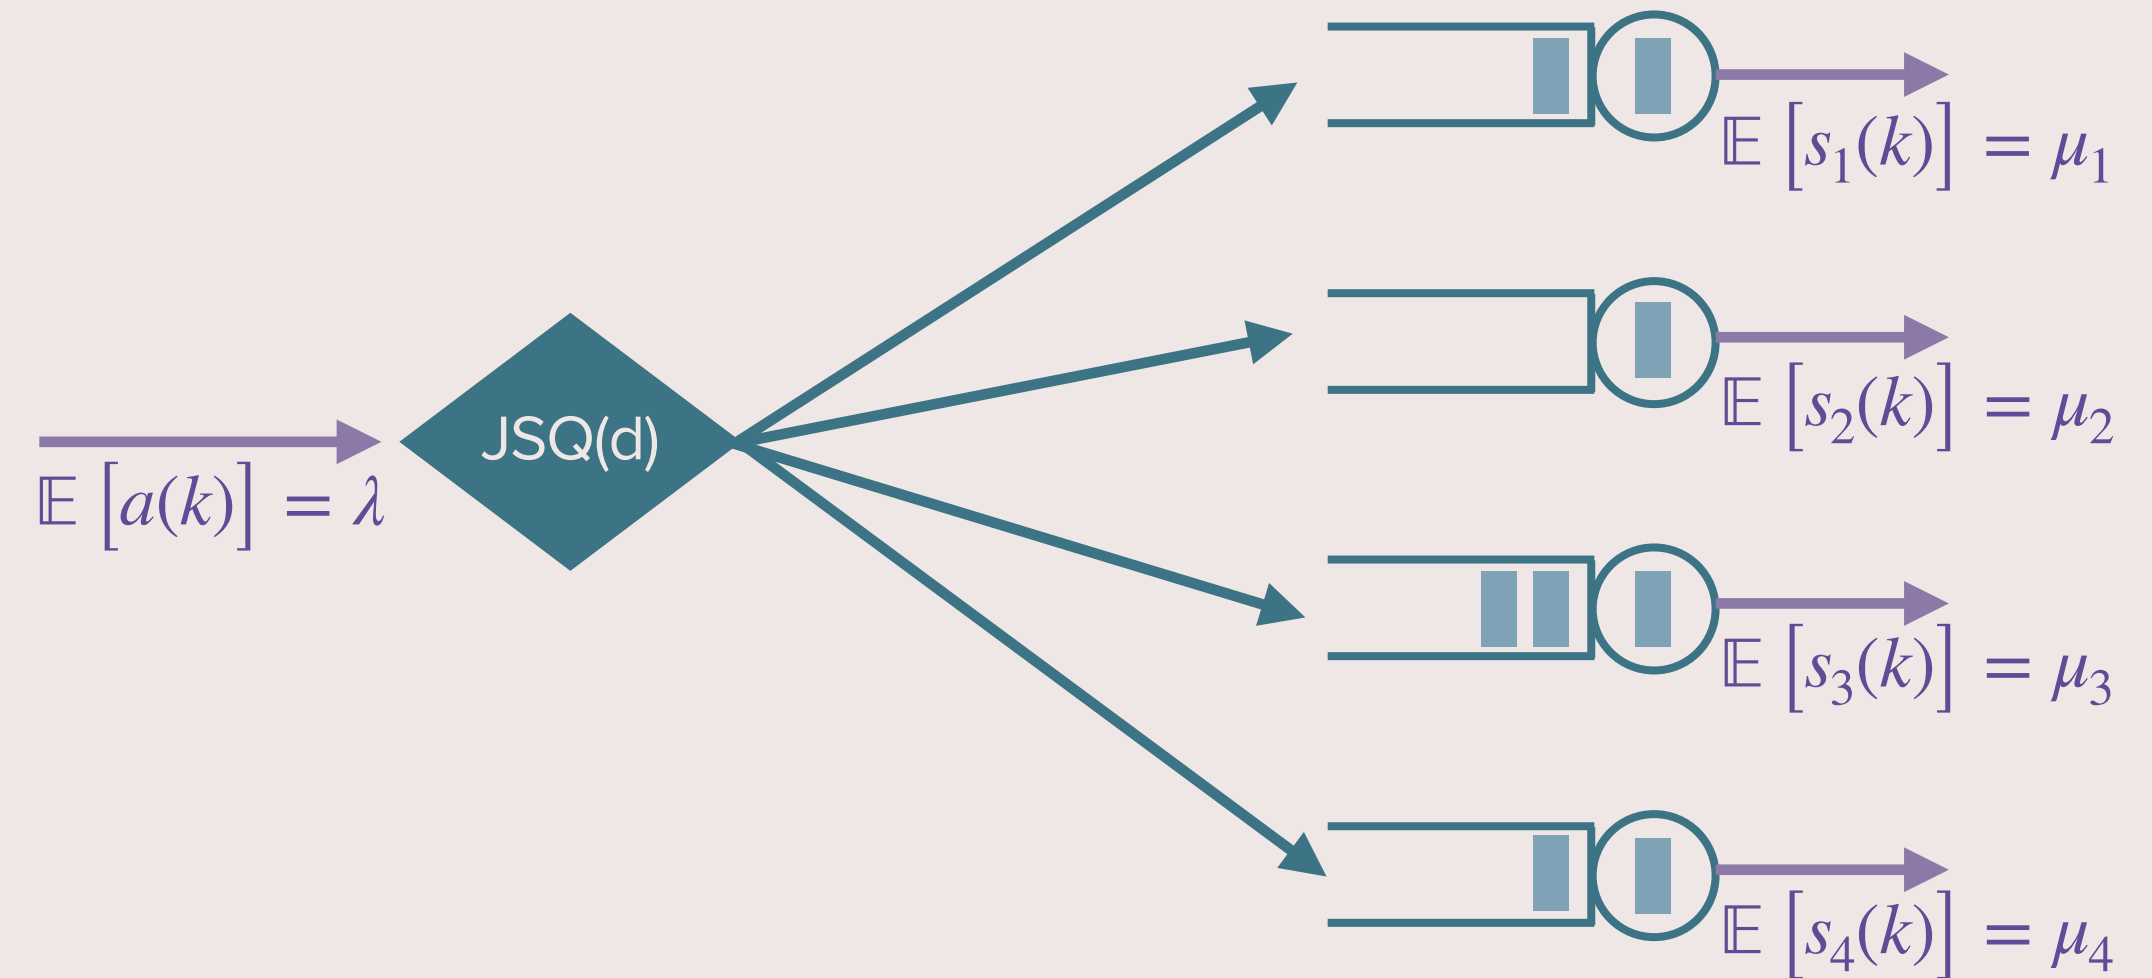 𝔼 [s₁(k)] = μ₁
𝔼 [s₂(k)] = μ₂
JSQ(d)
𝔼 [a(k)] = λ
𝔼 [s₃(k)] = μ₃
𝔼 [s₄(k)] = μ₄